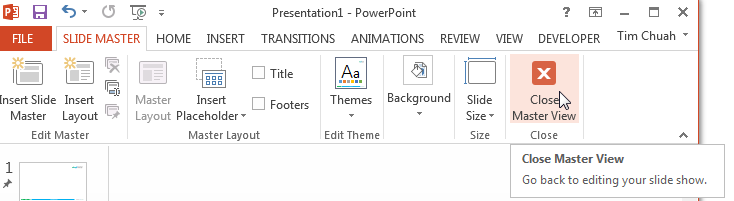 Presentation1 - PowerPoint
FILE SLIDE MASTER HOME INSERT TRANSITIONS ANIMATIONS REVIEW VIEW DEVELOPER Tim Chuah
Insert Slide Master
Insert Layout
Edit Master
Master Layout
Insert Placeholder
Title
Footers
Master Layout
Aa
Themes
Edit Theme
Background
Slide Size
Size
Close Master View
Close
1
Close Master View
Go back to editing your slide show.